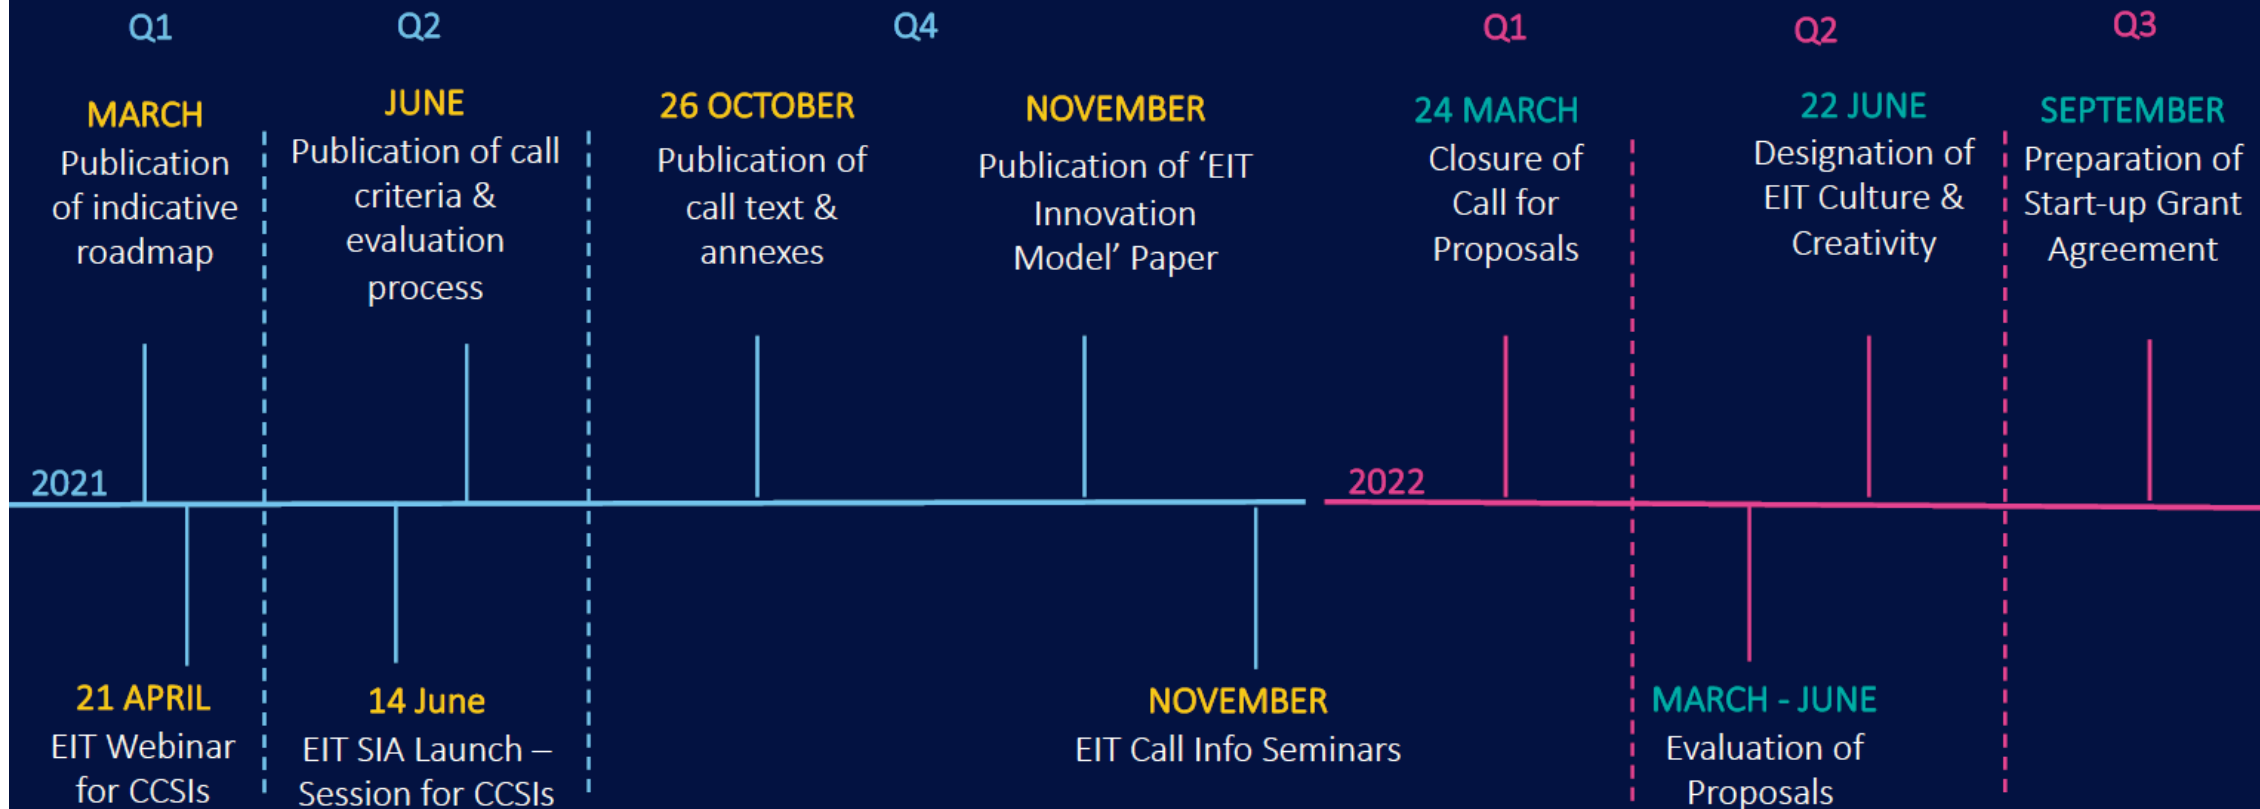 Q1
Q2
Q4
Q1
Q2
Q3
MARCH
Publication
of indicative
roadmap
JUNE
Publication of call
criteria &
evaluation
process
26 OCTOBER
Publication of
call text &
annexes
NOVEMBER
Publication of ‘EIT
Innovation
Model’ Paper
24 MARCH
Closure of
Call for
Proposals
22 JUNE
Designation of
EIT Culture &
Creativity
SEPTEMBER
Preparation of
Start-up Grant
Agreement
2021
2022
21 APRIL
EIT Webinar
for CCSIs
14 June
EIT SIA Launch –
Session for CCSIs
NOVEMBER
EIT Call Info Seminars
MARCH - JUNE
Evaluation of
Proposals